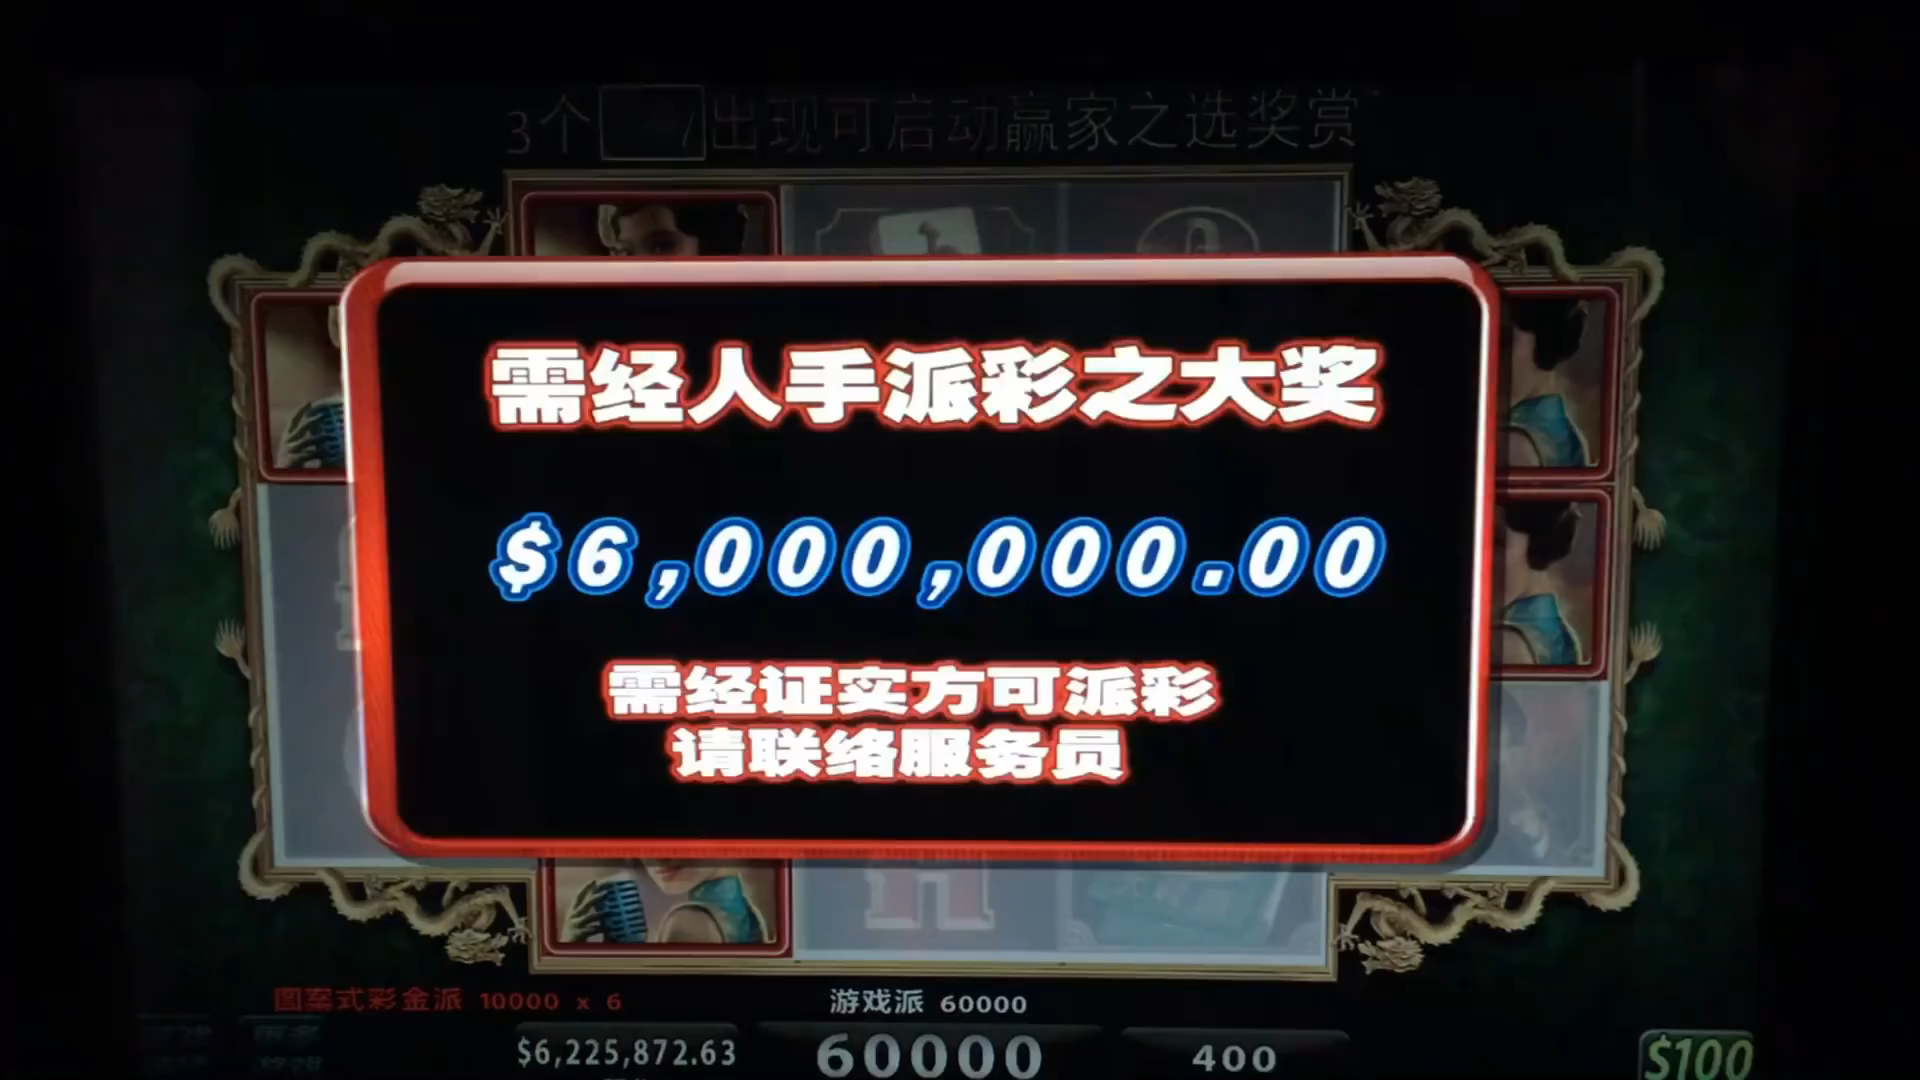 3个
出现可启动赢家之选奖赏
需经人手派彩之大奖
$6,000,000.00
需经证实方可派彩
请联络服务员
图案式彩金派 10000 x 6
游戏派 60000
$6,225,872.63
60000
400
$100